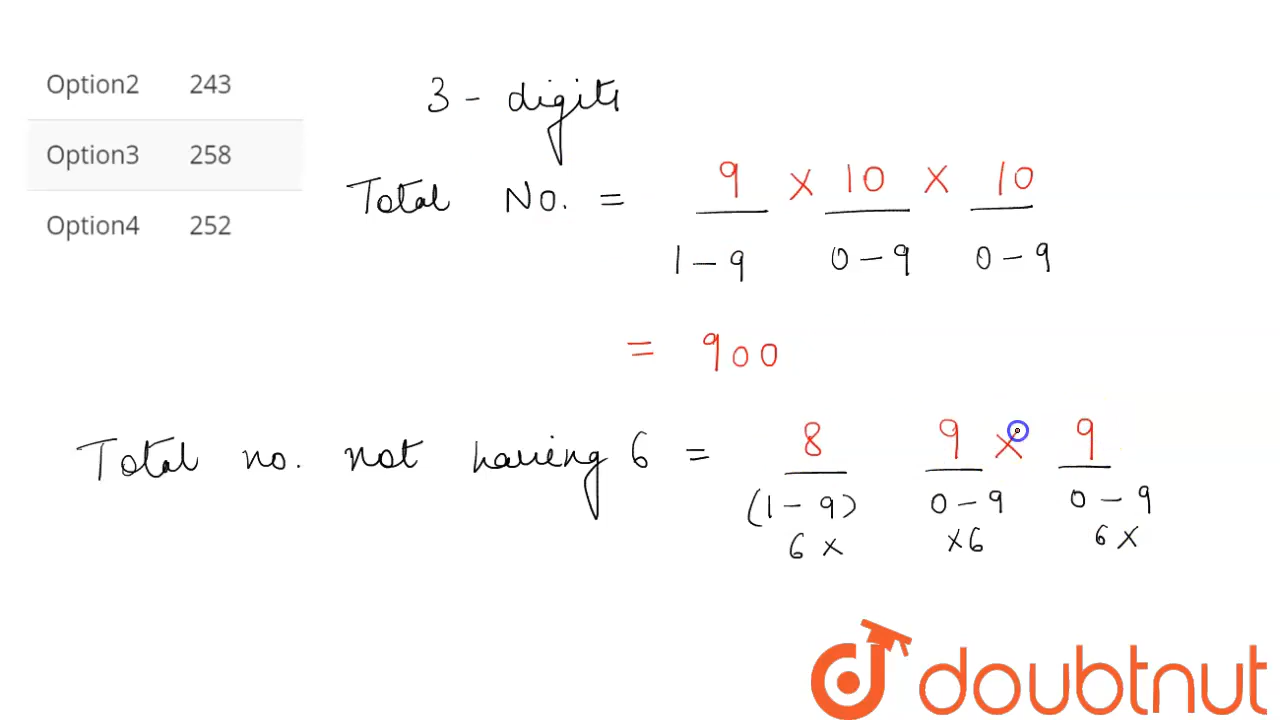 Option2 243
Option3 258
Option4 252
3 - digits
Total No. = 9 × 10 × 10
1 - 9 0 - 9 0 - 9
= 900
Total no. not having 6 = 8 9 × 9
(1 - 9) 0 - 9 0 - 9
6 × × 6 6 ×
doubtnut